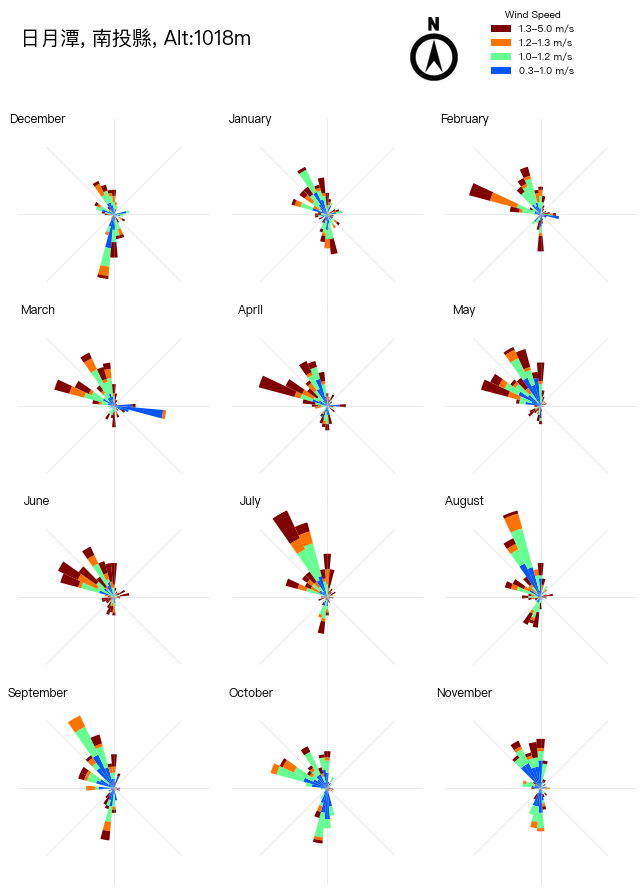 日月潭, 南投縣, Alt:1018m
N
Wind Speed
1.3–5.0 m/s
1.2–1.3 m/s
1.0–1.2 m/s
0.3–1.0 m/s
December
January
February
March
April
May
June
July
August
September
October
November